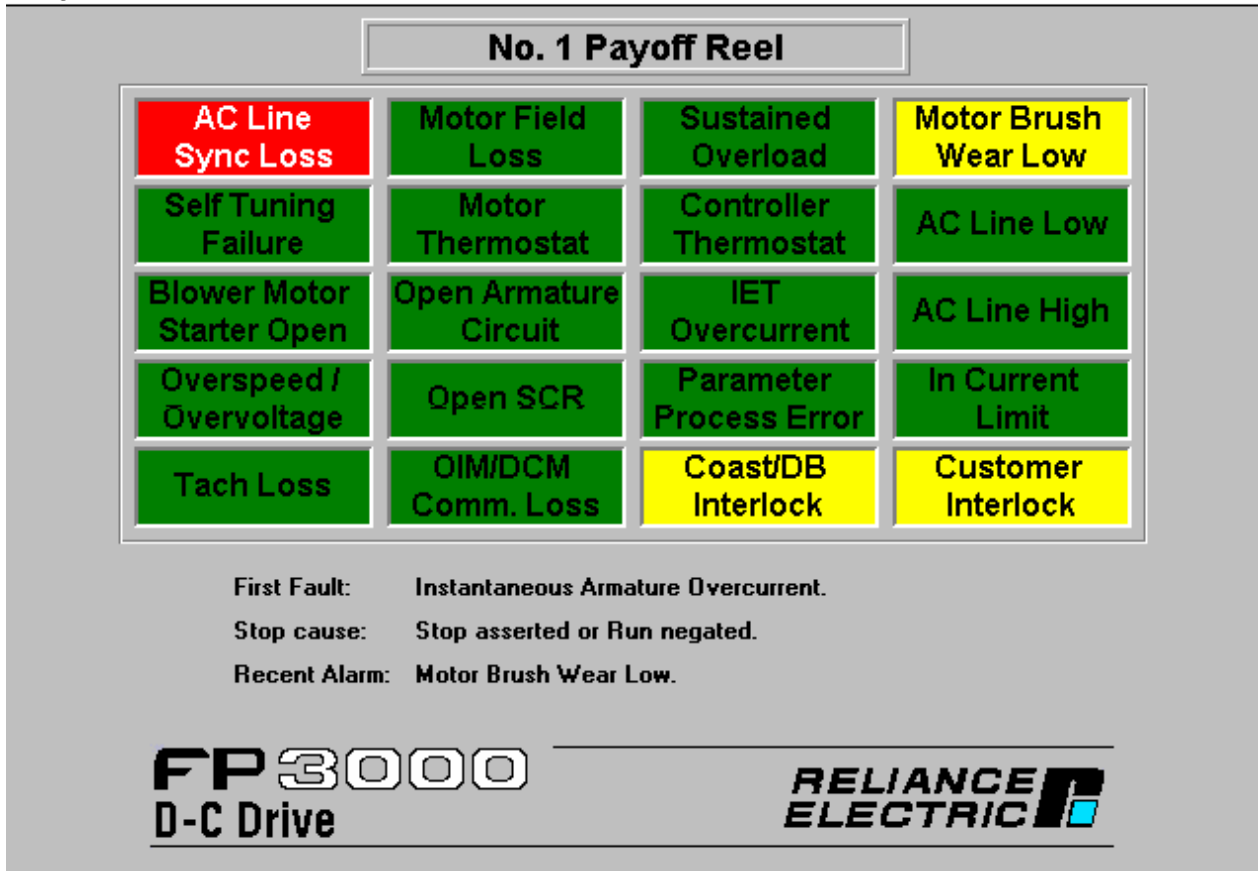 No. 1 Payoff Reel
AC Line
Sync Loss
Motor Field
Loss
Sustained
Overload
Motor Brush
Wear Low
Self Tuning
Failure
Motor
Thermostat
Controller
Thermostat
AC Line Low
Blower Motor
Starter Open
Open Armature
Circuit
IET
Overcurrent
AC Line High
Overspeed /
Overvoltage
Open SCR
Parameter
Process Error
In Current
Limit
Tach Loss
OIM/DCM
Comm. Loss
Coast/DB
Interlock
Customer
Interlock
First Fault: Instantaneous Armature Overcurrent.
Stop cause: Stop asserted or Run negated.
Recent Alarm: Motor Brush Wear Low.
FP3000
D-C Drive
RELIANCE
ELECTRIC